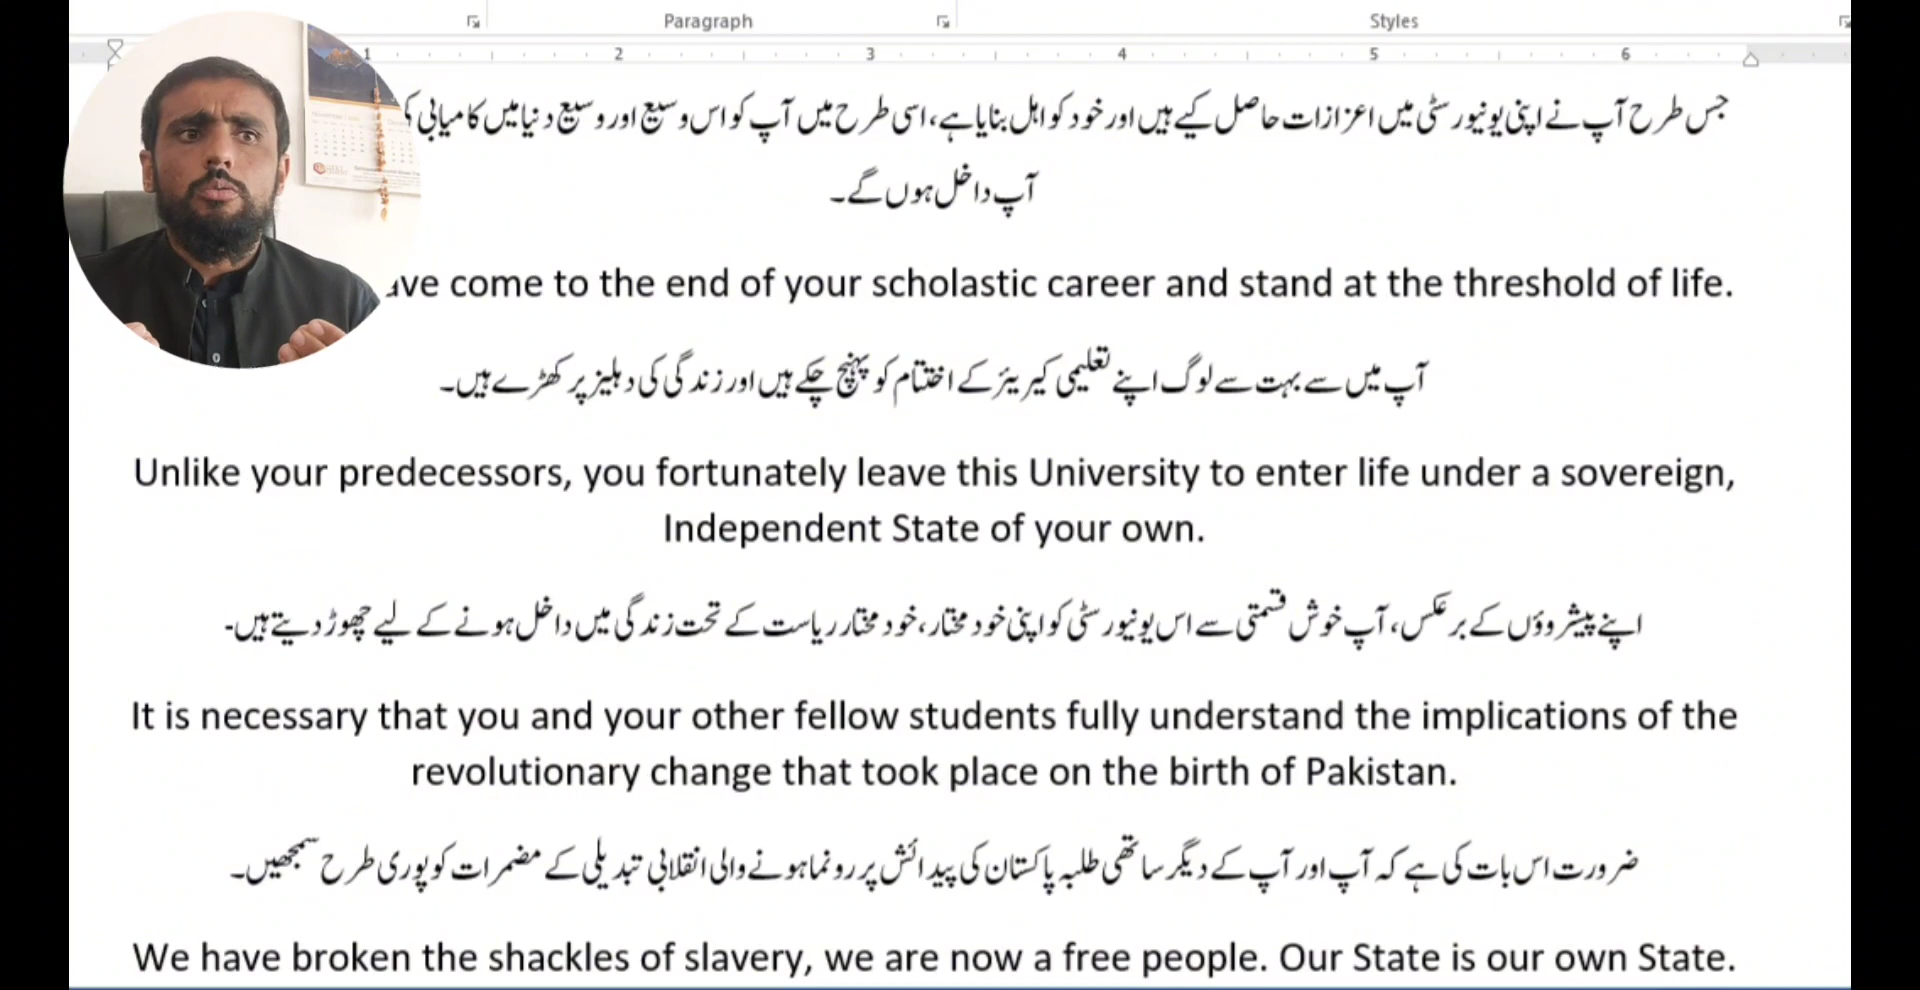 Paragraph
Styles
1 2 3 4 5 6
جس طرح آپ نے اپنی یونیورسٹی میں اعزازات حاصل کیے ہیں اور خود کو اہل بنایا ہے، اسی طرح میں آپ کو اس وسیع اور وسیع دنیا میں کامیابی
آپ داخل ہوں گے۔
come to the end of your scholastic career and stand at the threshold of life.
آپ میں سے بہت سے لوگ اپنے تعلیمی کیریئر کے اختتام کو پہنچ چکے ہیں اور زندگی کی دہلیز پر کھڑے ہیں۔
Unlike your predecessors, you fortunately leave this University to enter life under a sovereign,
Independent State of your own.
اپنے پیشروؤں کے برعکس، آپ خوش قسمتی سے اس یونیورسٹی کو اپنی خود مختار، خود مختار ریاست کے تحت زندگی میں داخل ہونے کے لیے چھوڑ دیتے ہیں۔
It is necessary that you and your other fellow students fully understand the implications of the
revolutionary change that took place on the birth of Pakistan.
ضرورت اس بات کی ہے کہ آپ اور آپ کے دیگر ساتھی طلبہ پاکستان کی پیدائش پر رونما ہونے والی انقلابی تبدیلی کے مضمرات کو پوری طرح سمجھیں۔
We have broken the shackles of slavery, we are now a free people. Our State is our own State.